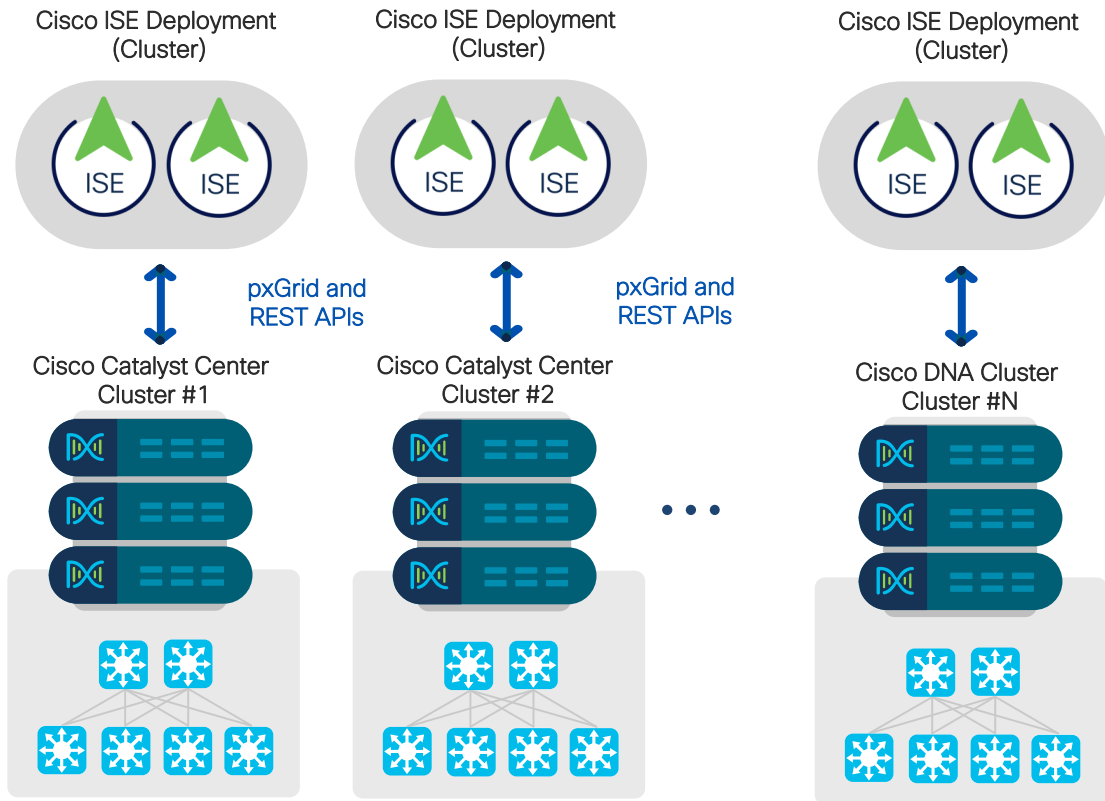 Cisco ISE Deployment
(Cluster)
ISE
ISE
pxGrid and
REST APIs
Cisco Catalyst Center
Cluster #1
Cisco ISE Deployment
(Cluster)
ISE
ISE
pxGrid and
REST APIs
Cisco Catalyst Center
Cluster #2
Cisco ISE Deployment
(Cluster)
ISE
ISE
Cisco DNA Cluster
Cluster #N